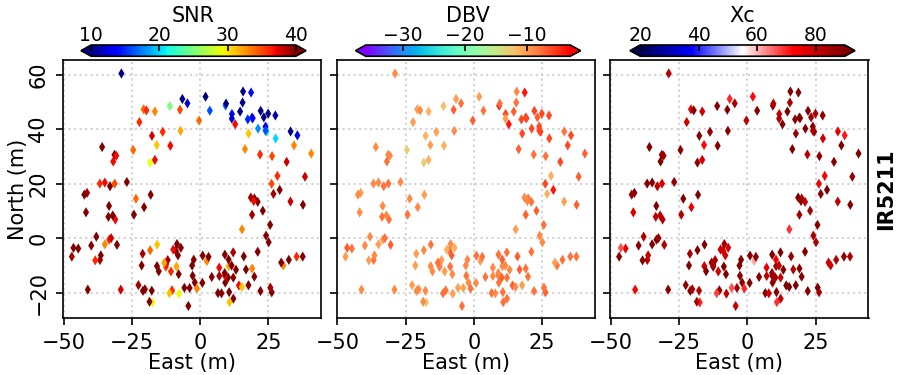 SNR DBV Xc
10 20 30 40 −30 −20 −10 20 40 60 80
60
40
20
0
−20
North (m)
IR5211
−50 −25 0 25 −50 −25 0 25 −50 −25 0 25
East (m) East (m) East (m)